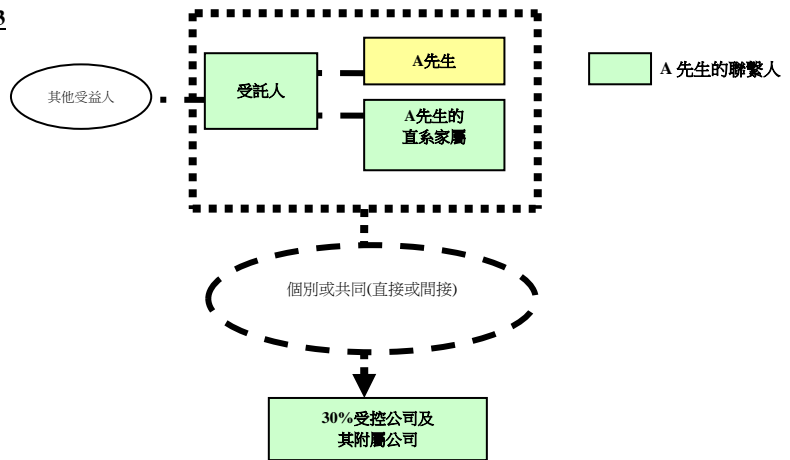 3
A先生
受託人
其他受益人
A 先生的聯繫人
A先生的
直系家屬
個別或共同(直接或間接)
30%受控公司及
其附屬公司